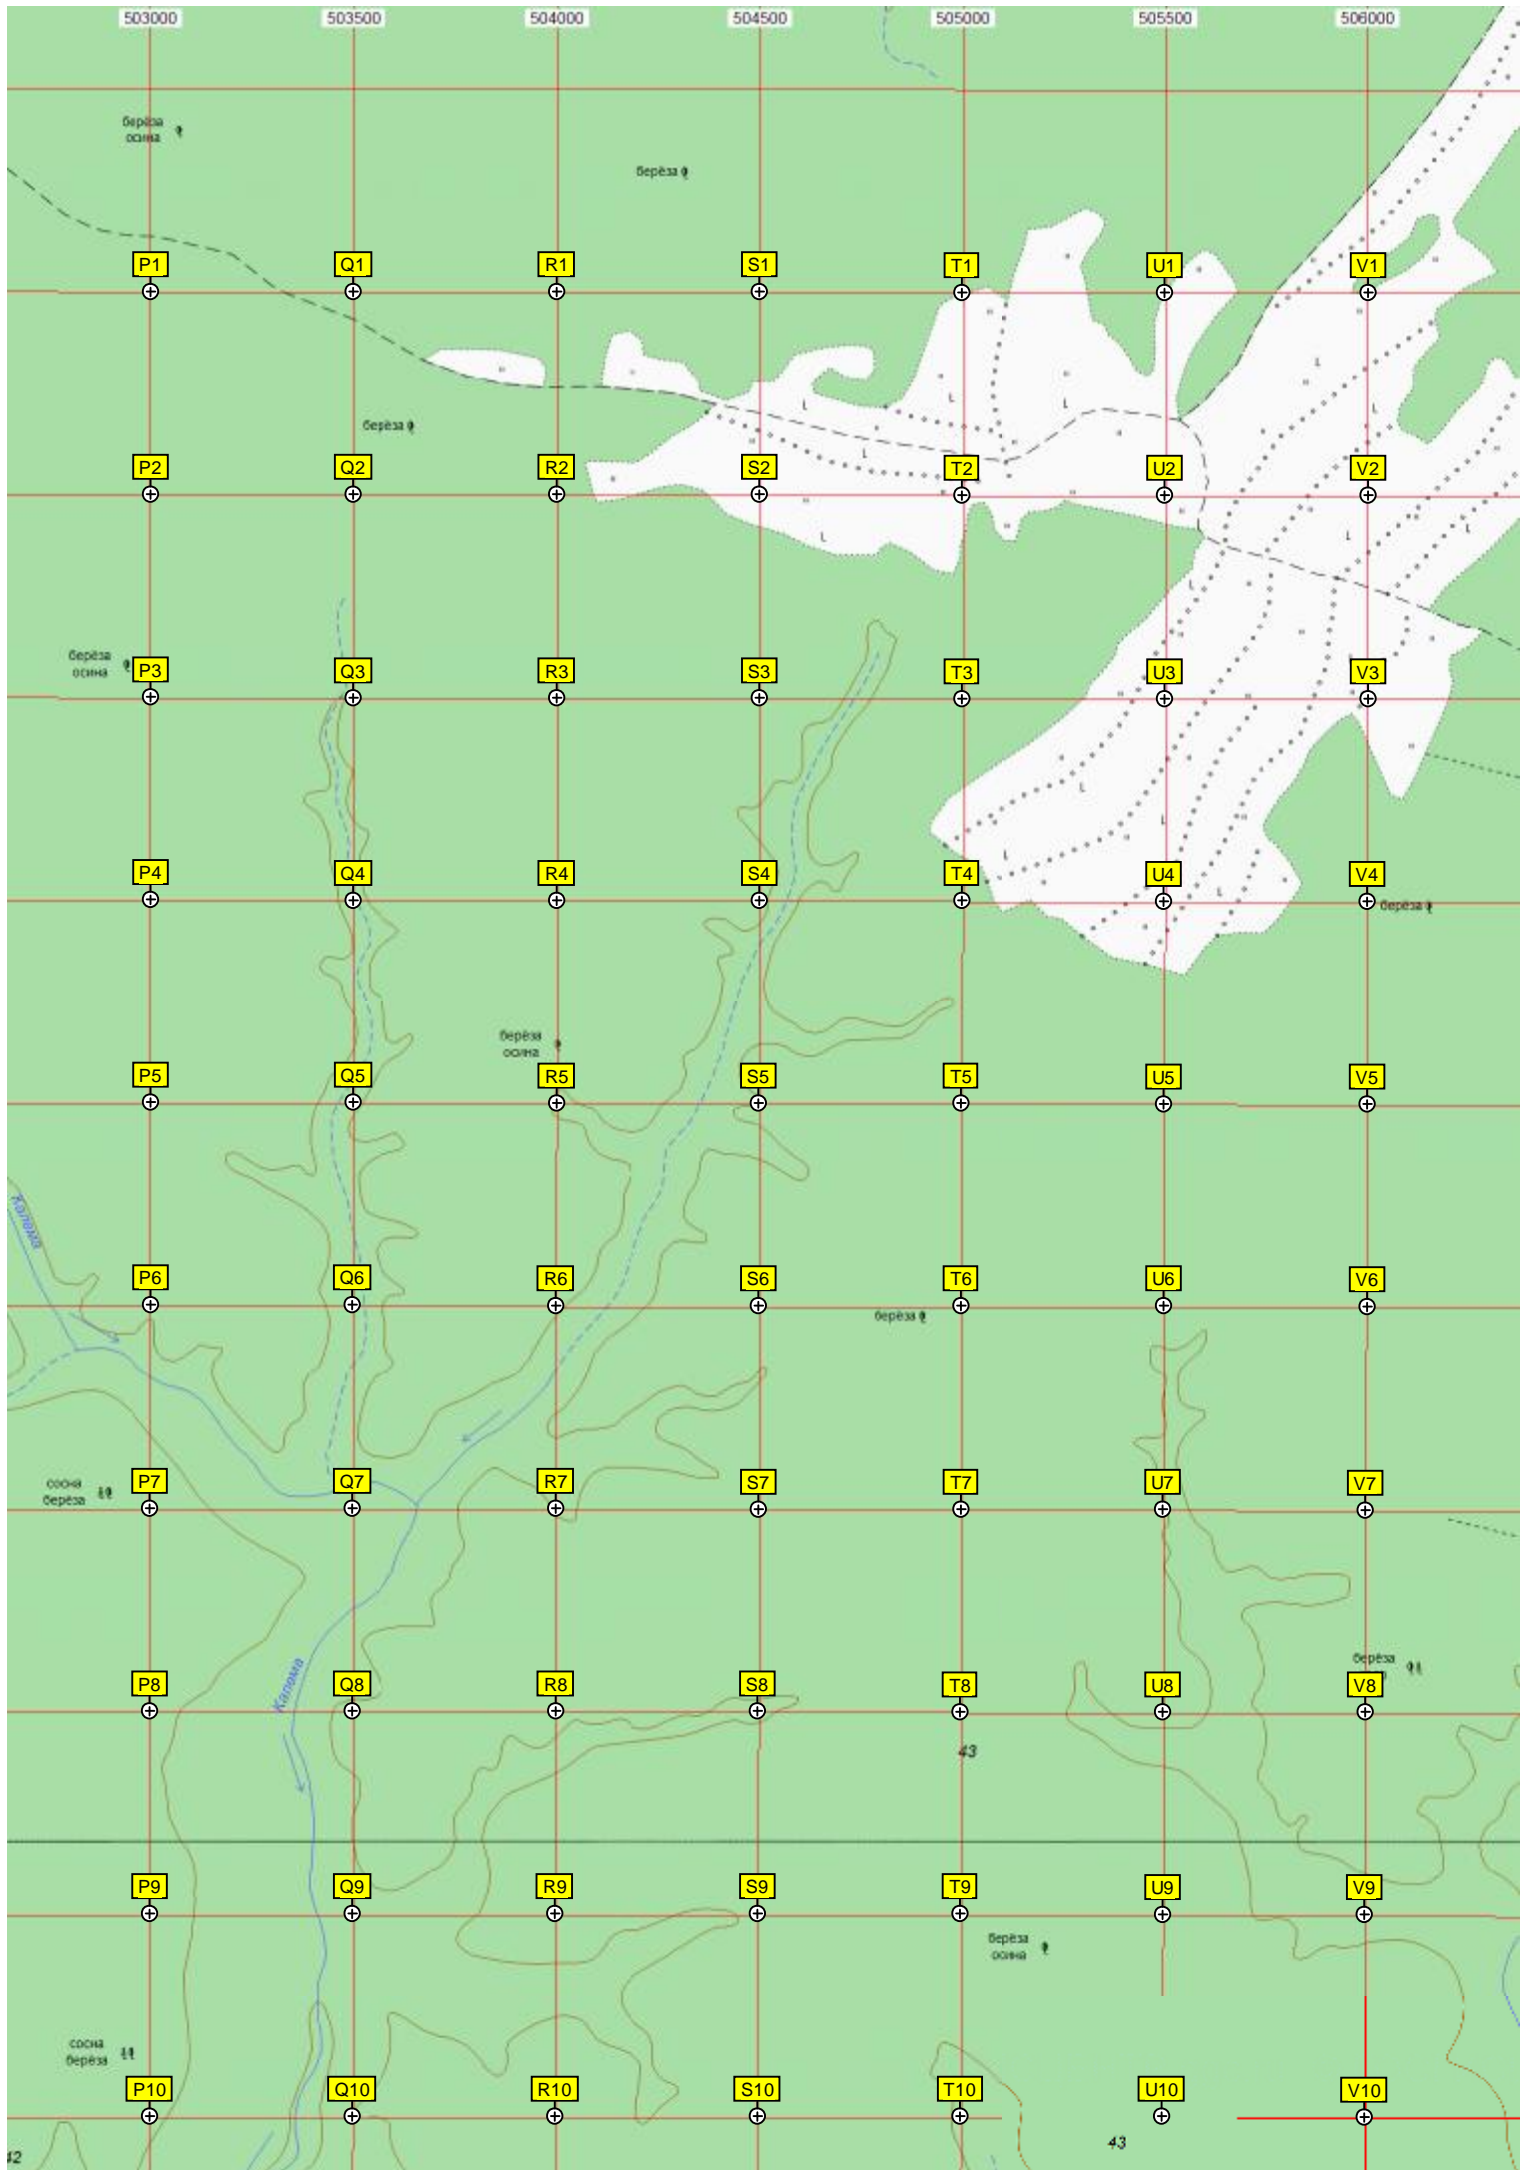 503000 503500 504000 504500 505000 505500 506000
берёза
осина
берёза
P1 Q1 R1 S1 T1 U1 V1
берёза
P2 Q2 R2 S2 T2 U2 V2
берёза
осина
P3 Q3 R3 S3 T3 U3 V3
P4 Q4 R4 S4 T4 U4 V4
берёза
берёза
осина
P5 Q5 R5 S5 T5 U5 V5
Калема
P6 Q6 R6 S6 T6 U6 V6
берёза
сосна
берёза
P7 Q7 R7 S7 T7 U7 V7
берёза
Калема
P8 Q8 R8 S8 T8 U8 V8
43
P9 Q9 R9 S9 T9 U9 V9
берёза
осина
сосна
берёза
P10 Q10 R10 S10 T10 U10 V10
43
42